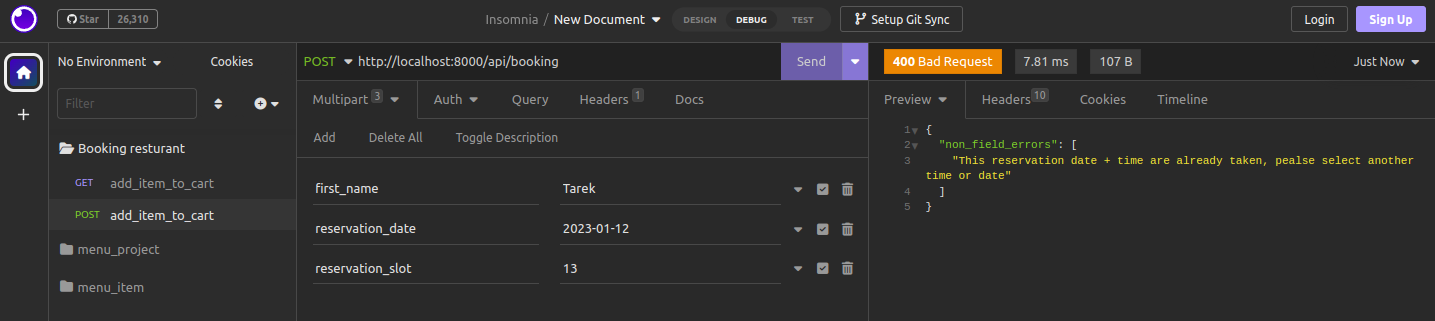 Star 26,310 Insomnia / New Document DESIGN DEBUG TEST Setup Git Sync Login Sign Up
No Environment Cookies
Filter
Booking resturant
GET add_item_to_cart
POST add_item_to_cart
menu_project
menu_item
POST http://localhost:8000/api/booking Send
Multipart 3 Auth Query Headers 1 Docs
Add Delete All Toggle Description
first_name Tarek
reservation_date 2023-01-12
reservation_slot 13
400 Bad Request 7.81 ms 107 B Just Now
Preview Headers 10 Cookies Timeline
1 {
2 "non_field_errors": [
3 "This reservation date + time are already taken, pealse select another
time or date"
4 ]
5 }